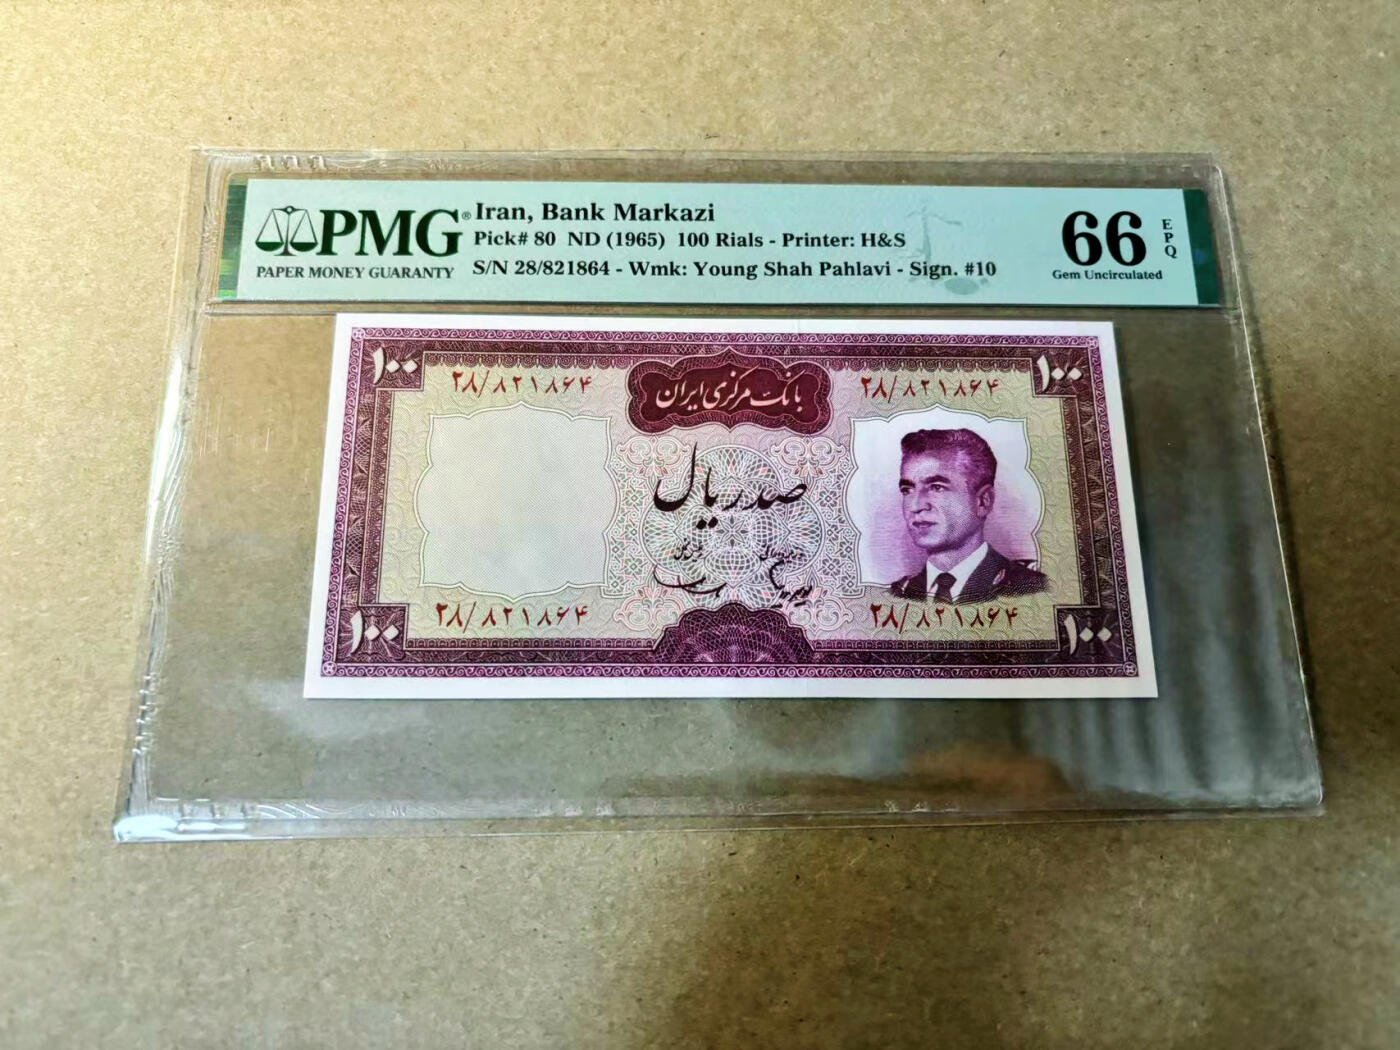 PMG®
PAPER MONEY GUARANTY
Iran, Bank Markazi
Pick# 80 ND (1965) 100 Rials - Printer: H&S
S/N 28/821864 - Wmk: Young Shah Pahlavi - Sign. #10
66 EPQ
Gem Uncirculated
۱۰۰
۱۰۰
۲۸/۸۲۱۸۶۴
بانک مرکزی ایران
۲۸/۸۲۱۸۶۴
صد ریال
۲۸/۸۲۱۸۶۴
۲۸/۸۲۱۸۶۴
۱۰۰
۱۰۰